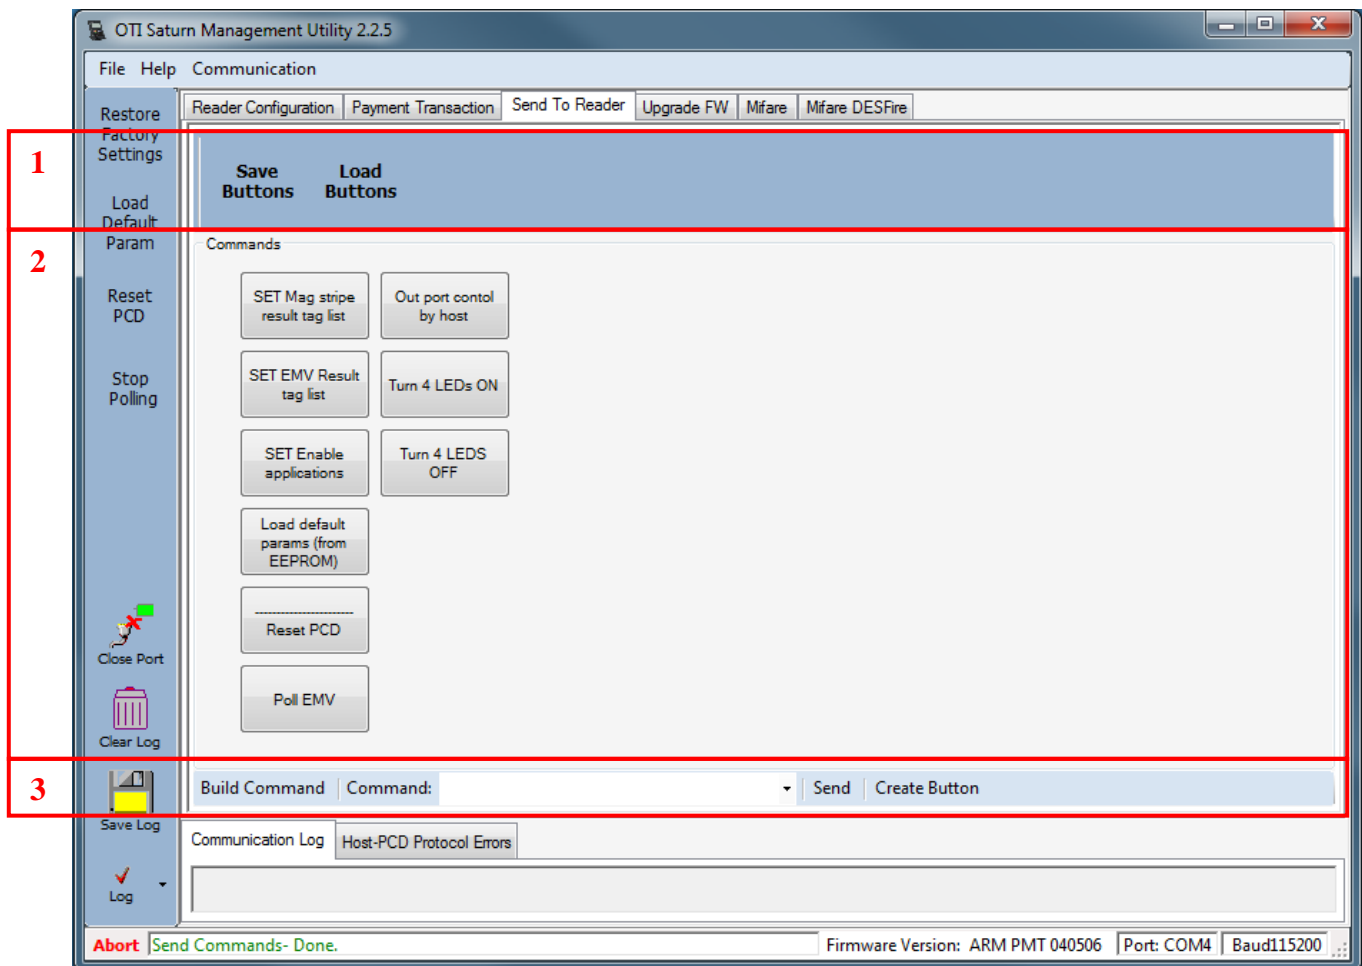 OTI Saturn Management Utility 2.2.5
File Help Communication
Reader Configuration Payment Transaction Send To Reader Upgrade FW Mifare Mifare DESFire
Restore
Factory
Settings
Load
Default
Param
Reset
PCD
Stop
Polling
Close Port
Clear Log
Save Log
Log
1
Save
Buttons
Load
Buttons
2
Commands
SET Mag stripe
result tag list
Out port contol
by host
SET EMV Result
tag list
Turn 4 LEDs ON
SET Enable
applications
Turn 4 LEDS
OFF
Load default
params (from
EEPROM)
-----------------------
Reset PCD
Poll EMV
3
Build Command Command: Send Create Button
Communication Log Host-PCD Protocol Errors
Abort Send Commands- Done. Firmware Version: ARM PMT 040506 Port: COM4 Baud115200